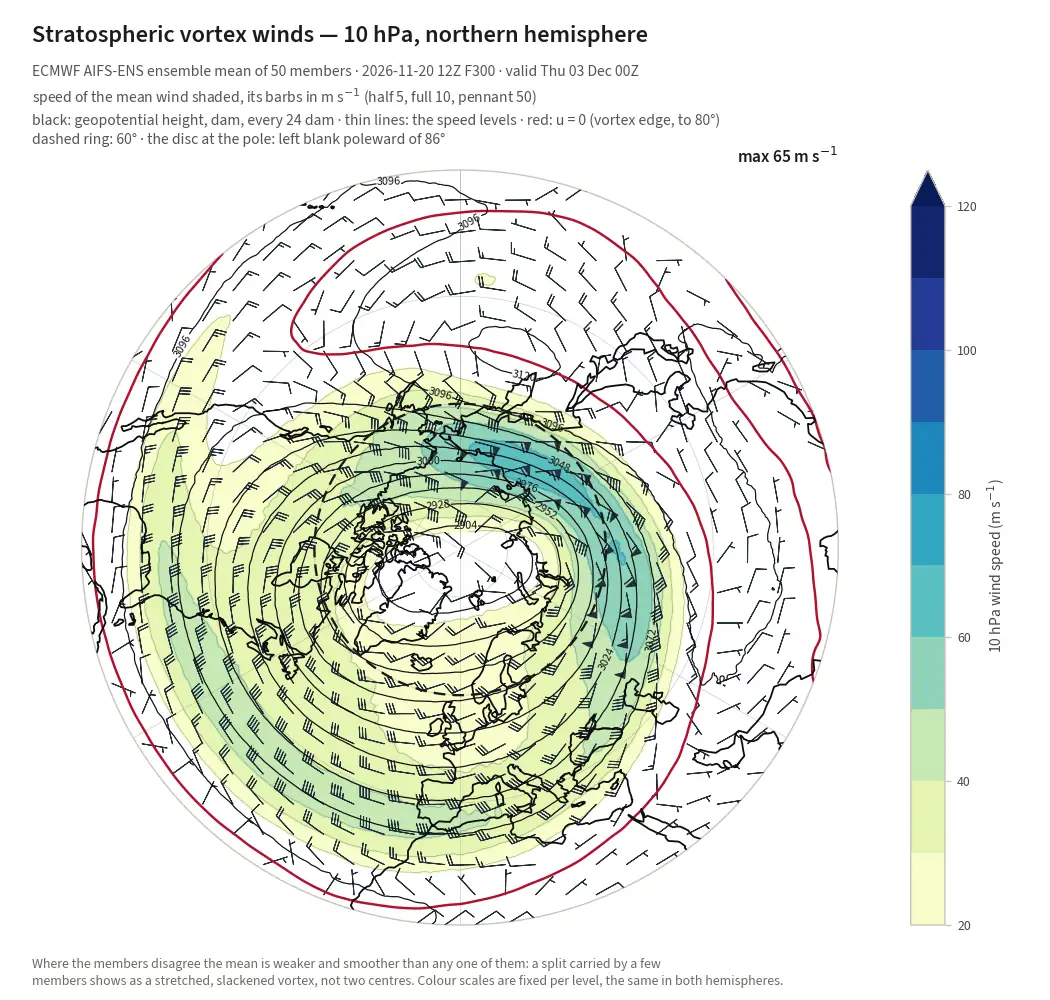 Stratospheric vortex winds — 10 hPa, northern hemisphere
ECMWF AIFS-ENS ensemble mean of 50 members · 2026-11-20 12Z F300 · valid Thu 03 Dec 00Z
speed of the mean wind shaded, its barbs in m s⁻¹ (half 5, full 10, pennant 50)
black: geopotential height, dam, every 24 dam · thin lines: the speed levels · red: u = 0 (vortex edge, to 80°)
dashed ring: 60° · the disc at the pole: left blank poleward of 86°
max 65 m s⁻¹
3096
3096
3096
3096
3096
3048
3000
2976
2952
2928
2904
3072
3024
120
100
80
60
40
20
10 hPa wind speed (m s⁻¹)
Where the members disagree the mean is weaker and smoother than any one of them: a split carried by a few
members shows as a stretched, slackened vortex, not two centres. Colour scales are fixed per level, the same in both hemispheres.